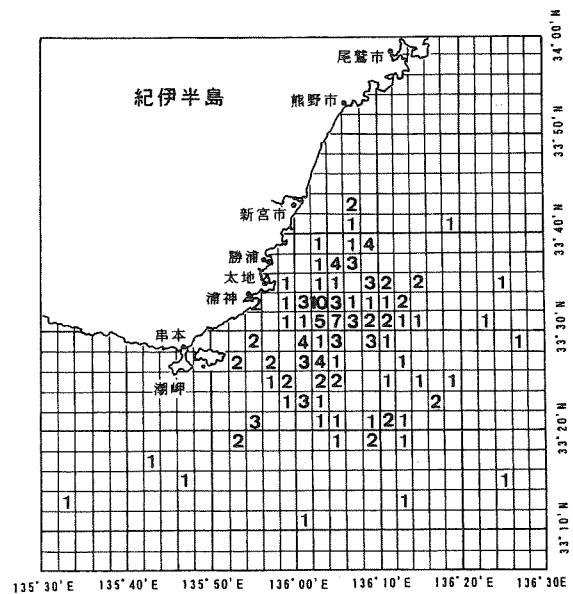 34°00'N
尾鷲市
紀伊半島
熊野市
33°50'N
2
新宮市
1 1
33°40'N
1 1 4
勝浦
1 4 3
太地
1 1 1 3 2 2 1
浦神
2 1 3 10 3 1 1 1 2
1 1 5 7 3 2 2 1 1 1
33°30'N
串本
2 4 1 3 3 1 1
2 2 3 4 1 1
潮岬
1 2 2 2 1 1 1
1 3 1 2
3 1 1 1 2 1
33°20'N
2 1 2 1
1
1 1
1 1
1
33°10'N
135°30'E 135°40'E 135°50'E 136°00'E 136°10'E 136°20'E 136°30E